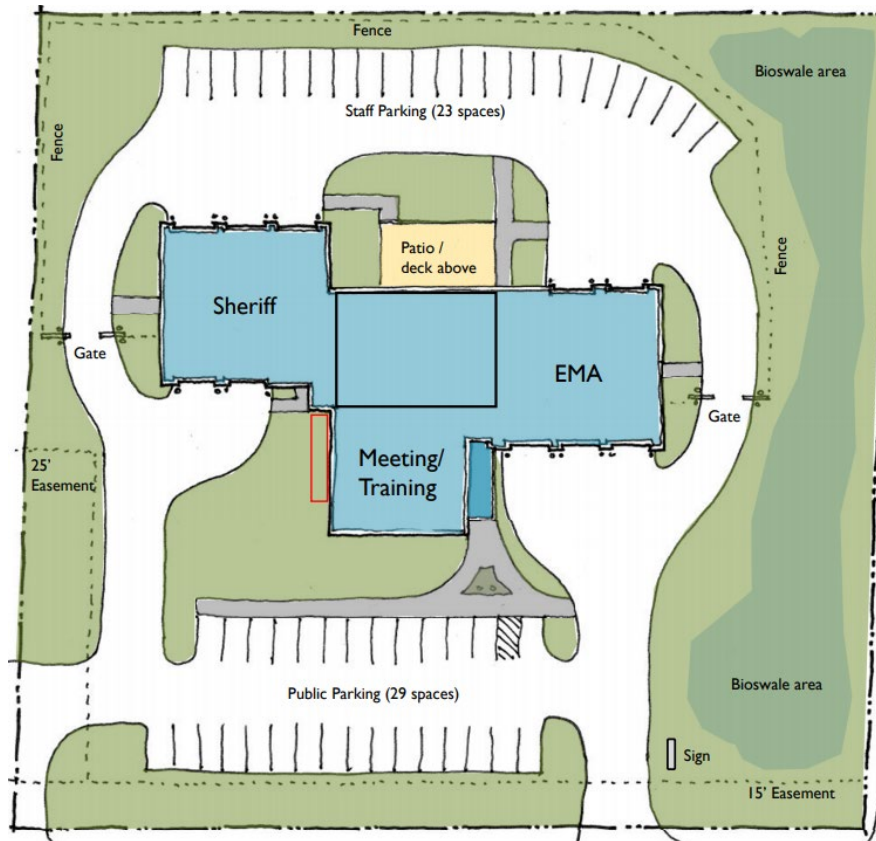 Fence
Bioswale area
Staff Parking (23 spaces)
Fence
Patio /
deck above
Fence
Sheriff
Gate
EMA
Gate
Meeting/
Training
25'
Easement
Public Parking (29 spaces)
Bioswale area
Sign
15' Easement